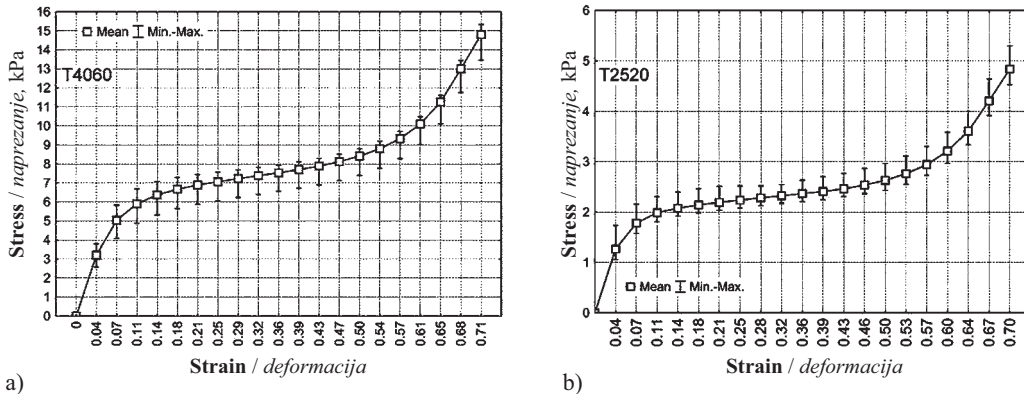 16
15
14
13
12
11
10
9
8
7
6
5
4
3
2
1
0
Mean Min.-Max.
T4060
Stress / naprezanje, kPa
0 0.04 0.07 0.11 0.14 0.18 0.21 0.25 0.29 0.32 0.36 0.39 0.43 0.47 0.50 0.54 0.57 0.61 0.65 0.68 0.71
Strain / deformacija
a)
6
5
4
3
2
1
0
T2520
Mean Min.-Max.
Stress / naprezanje, kPa
0.04 0.07 0.11 0.14 0.18 0.21 0.25 0.28 0.32 0.36 0.39 0.43 0.46 0.50 0.53 0.57 0.60 0.64 0.67 0.70
Strain / deformacija
b)